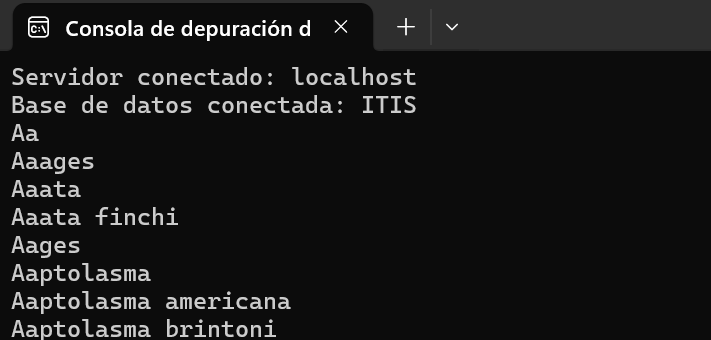 Consola de depuración d
Servidor conectado: localhost
Base de datos conectada: ITIS
Aa
Aaages
Aaata
Aaata finchi
Aages
Aaptolasma
Aaptolasma americana
Aaptolasma brintoni